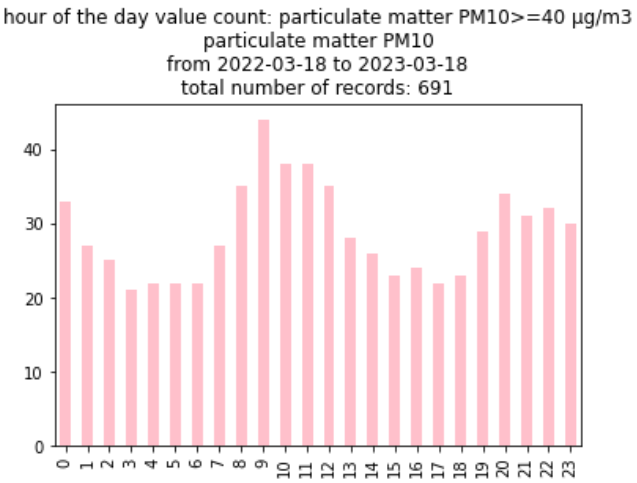 hour of the day value count: particulate matter PM10>=40 µg/m3
particulate matter PM10
from 2022-03-18 to 2023-03-18
total number of records: 691
40
30
20
10
0
0 1 2 3 4 5 6 7 8 9 10 11 12 13 14 15 16 17 18 19 20 21 22 23